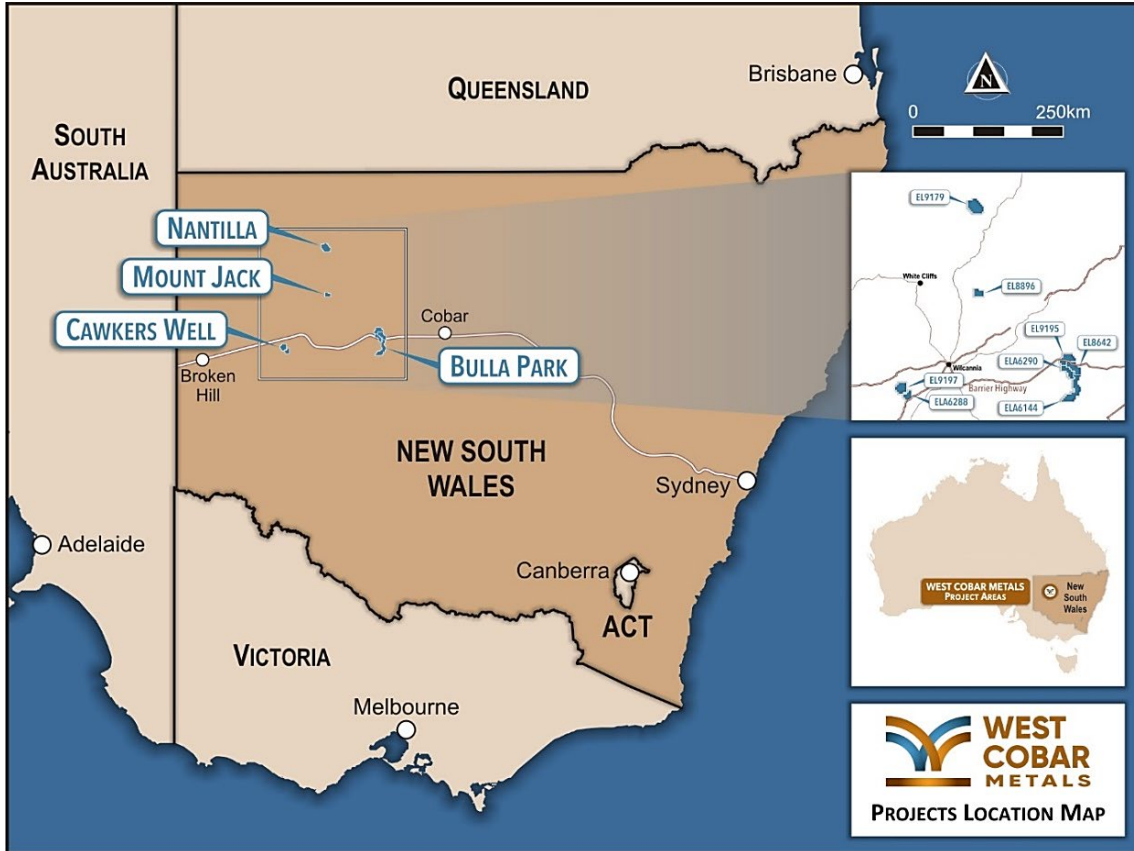 QUEENSLAND
Brisbane
N
0 250km
SOUTH
AUSTRALIA
NANTILLA
MOUNT JACK
CAWKERS WELL
Cobar
BULLA PARK
Broken
Hill
NEW SOUTH
WALES
Sydney
Adelaide
Canberra
ACT
VICTORIA
Melbourne
EL9179
White Cliffs
EL8896
EL9195
EL8642
ELA6290
Wilcannia
EL9197
Barrier Highway
ELA6288
ELA6144
WEST COBAR METALS
PROJECT AREAS
New
South
Wales
WEST
COBAR
METALS
PROJECTS LOCATION MAP